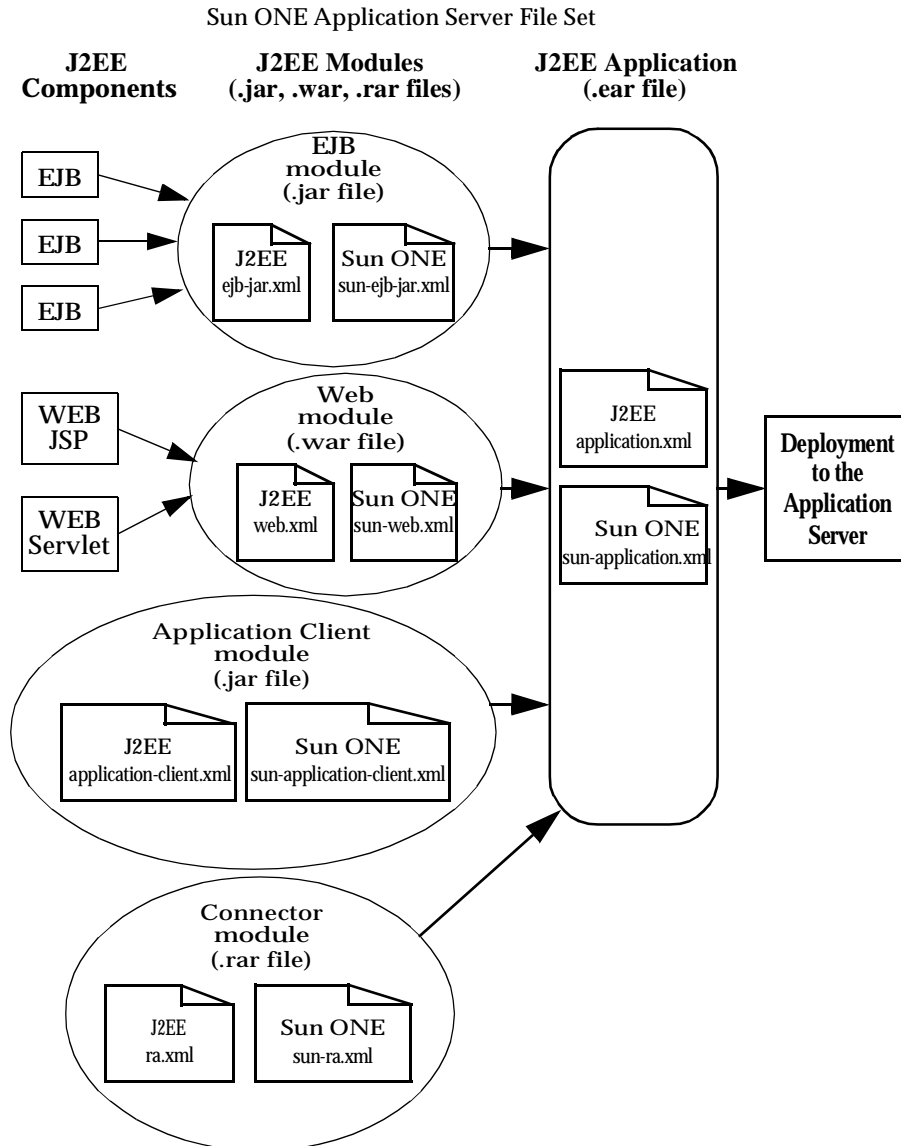 Sun ONE Application Server File Set
J2EE
Components
J2EE Modules
(.jar, .war, .rar files)
J2EE Application
(.ear file)
EJB
EJB
EJB
EJB
module
(.jar file)
J2EE
ejb-jar.xml
Sun ONE
sun-ejb-jar.xml
WEB
JSP
WEB
Servlet
Web
module
(.war file)
J2EE
web.xml
Sun ONE
sun-web.xml
J2EE
application.xml
Sun ONE
sun-application.xml
Deployment
to the
Application
Server
Application Client
module
(.jar file)
J2EE
application-client.xml
Sun ONE
sun-application-client.xml
Connector
module
(.rar file)
J2EE
ra.xml
Sun ONE
sun-ra.xml